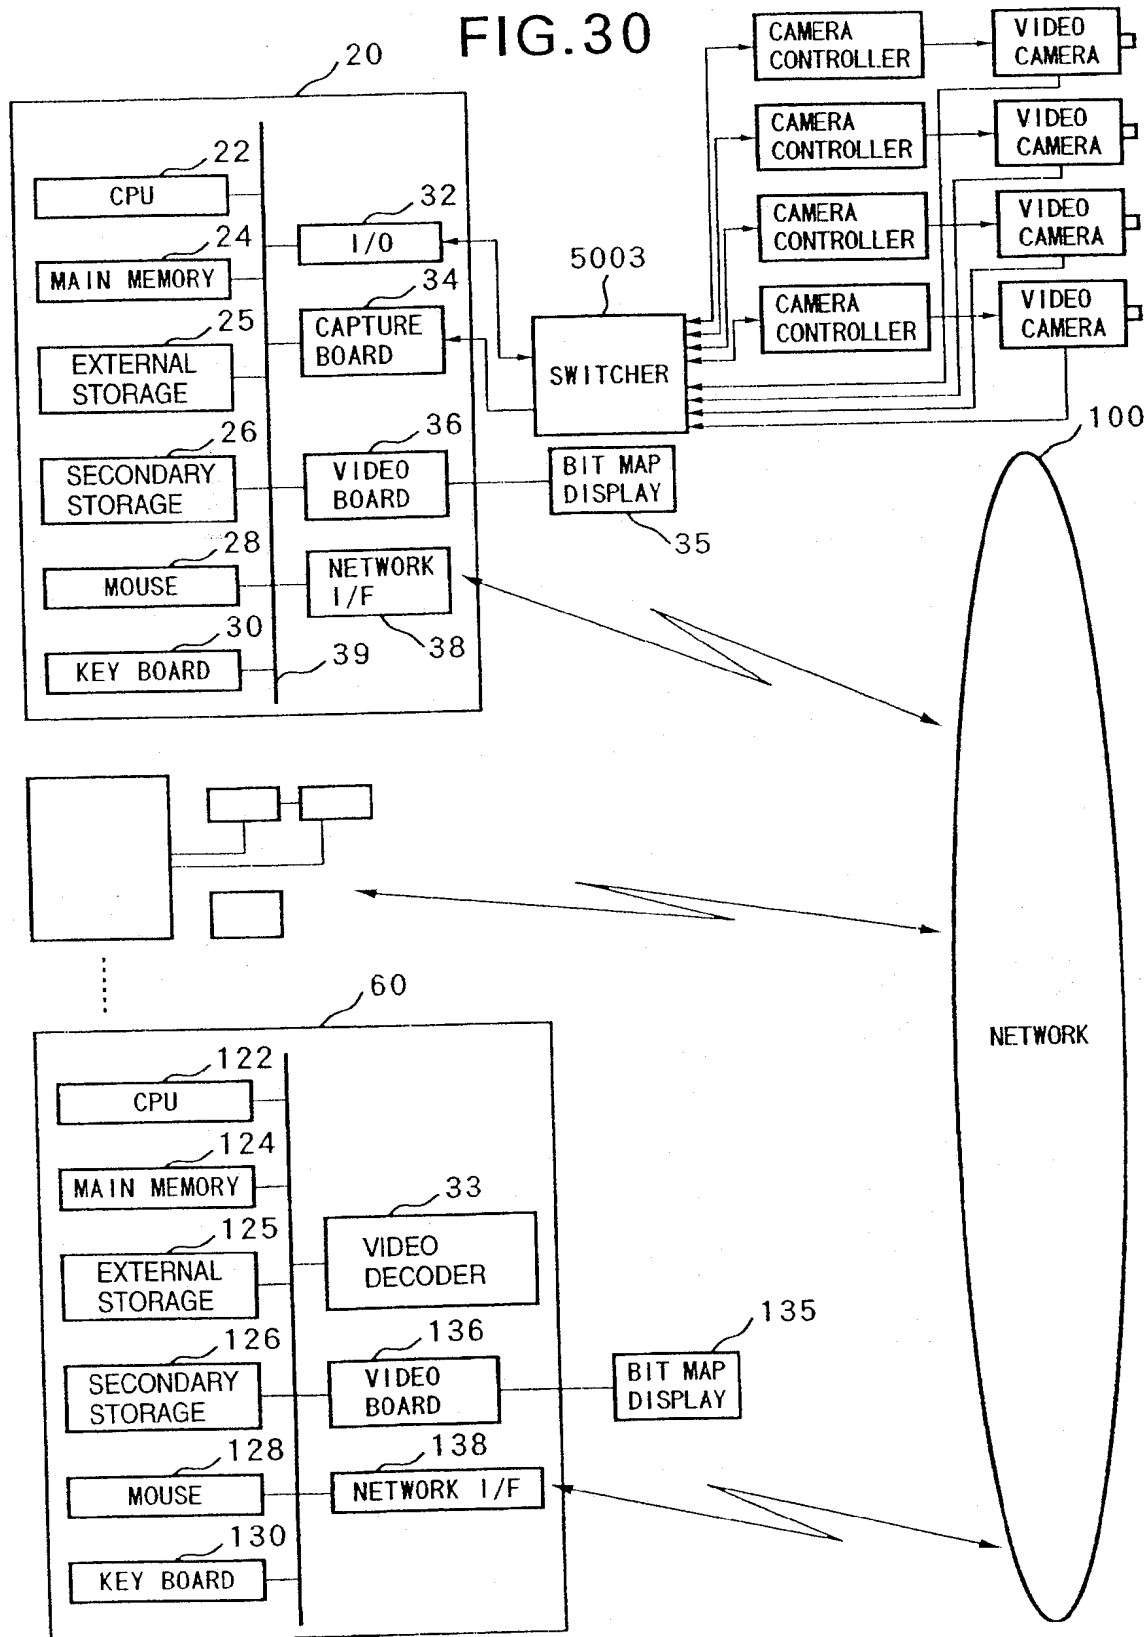 FIG.30
20
22
CPU
24
MAIN MEMORY
25
EXTERNAL
STORAGE
26
SECONDARY
STORAGE
28
MOUSE
30
KEY BOARD
39
32
I/O
34
CAPTURE
BOARD
36
VIDEO
BOARD
NETWORK
I/F
38
5003
SWITCHER
BIT MAP
DISPLAY
35
CAMERA
CONTROLLER
VIDEO
CAMERA
CAMERA
CONTROLLER
VIDEO
CAMERA
CAMERA
CONTROLLER
VIDEO
CAMERA
CAMERA
CONTROLLER
VIDEO
CAMERA
100
NETWORK
60
122
CPU
124
MAIN MEMORY
125
EXTERNAL
STORAGE
126
SECONDARY
STORAGE
128
MOUSE
130
KEY BOARD
33
VIDEO
DECODER
136
VIDEO
BOARD
138
NETWORK I/F
135
BIT MAP
DISPLAY